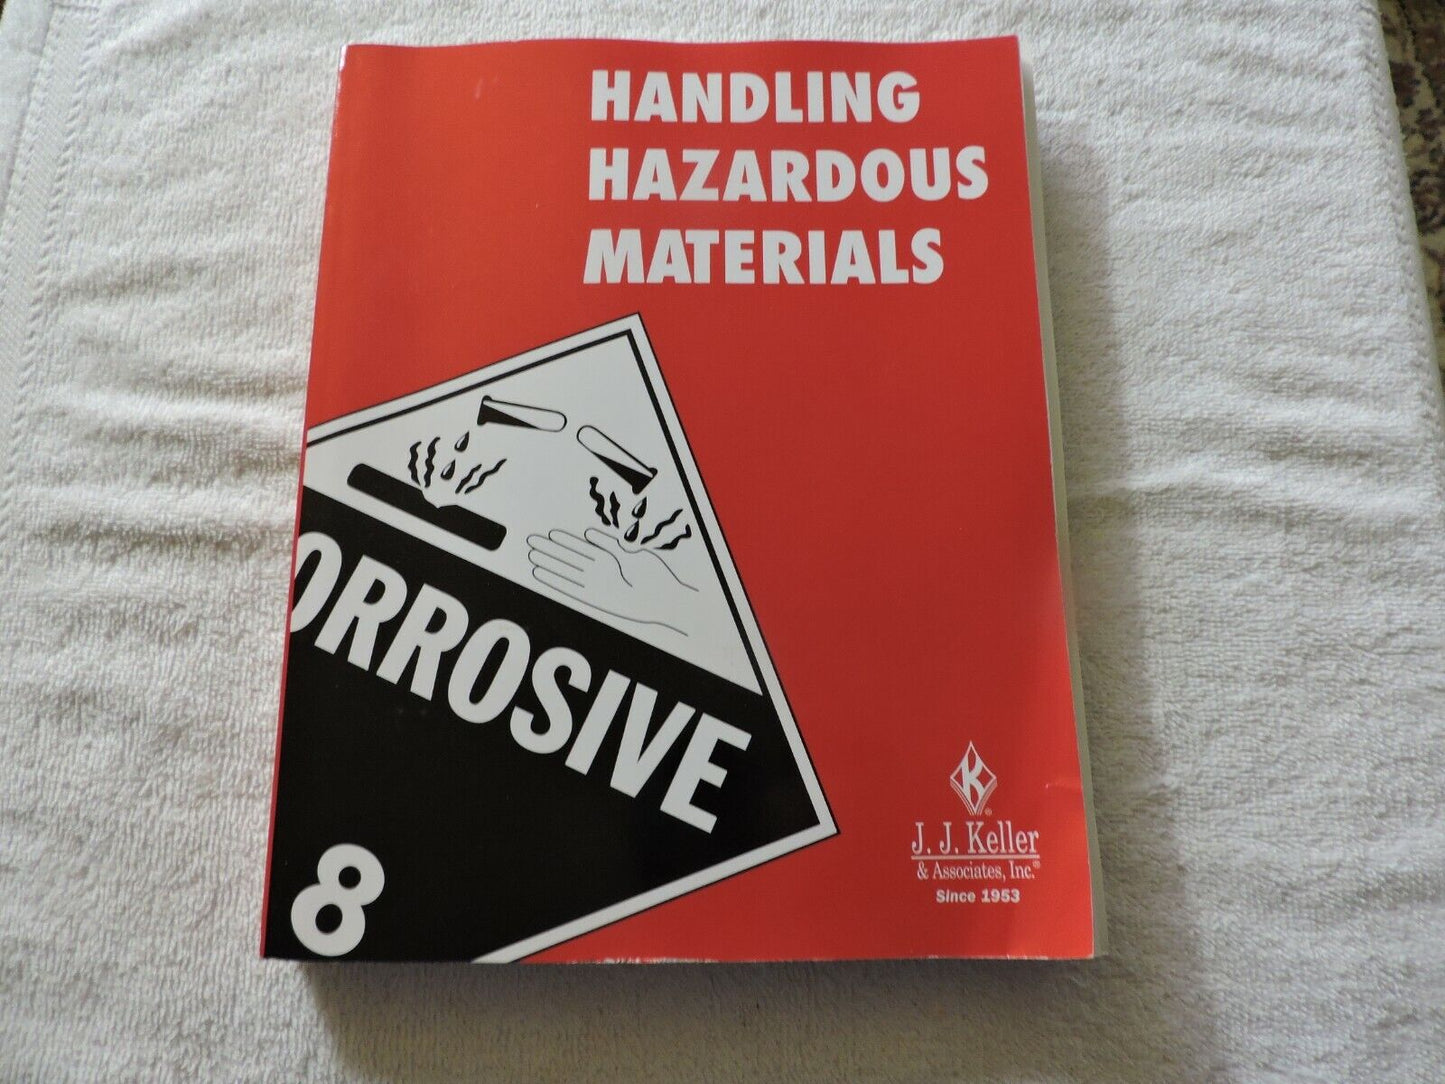 HANDLING
HAZARDOUS
MATERIALS
ORROSIVE
8
K
®
J. J. Keller
& Associates, Inc.®
Since 1953